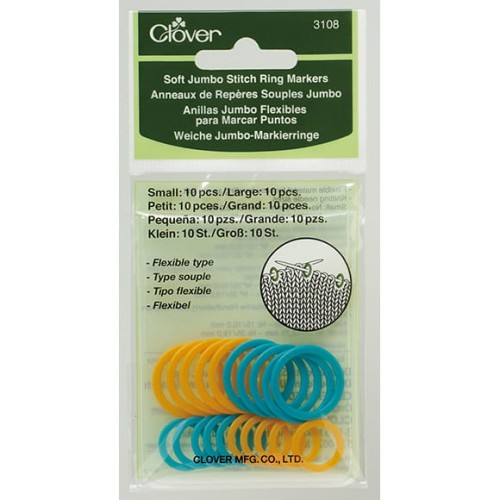 Clover
3108
Soft Jumbo Stitch Ring Markers
Anneaux de Repères Souples Jumbo
Anillas Jumbo Flexibles
para Marcar Puntos
Weiche Jumbo-Markierringe
Small: 10 pcs./Large: 10 pcs.
Petit: 10 pces./Grand: 10 pces.
Pequeña: 10 pzs./Grande: 10 pzs.
Klein: 10 St./Groß: 10 St.
- Flexible type
- Type souple
- Tipo flexible
- Flexibel
CLOVER MFG. CO., LTD.